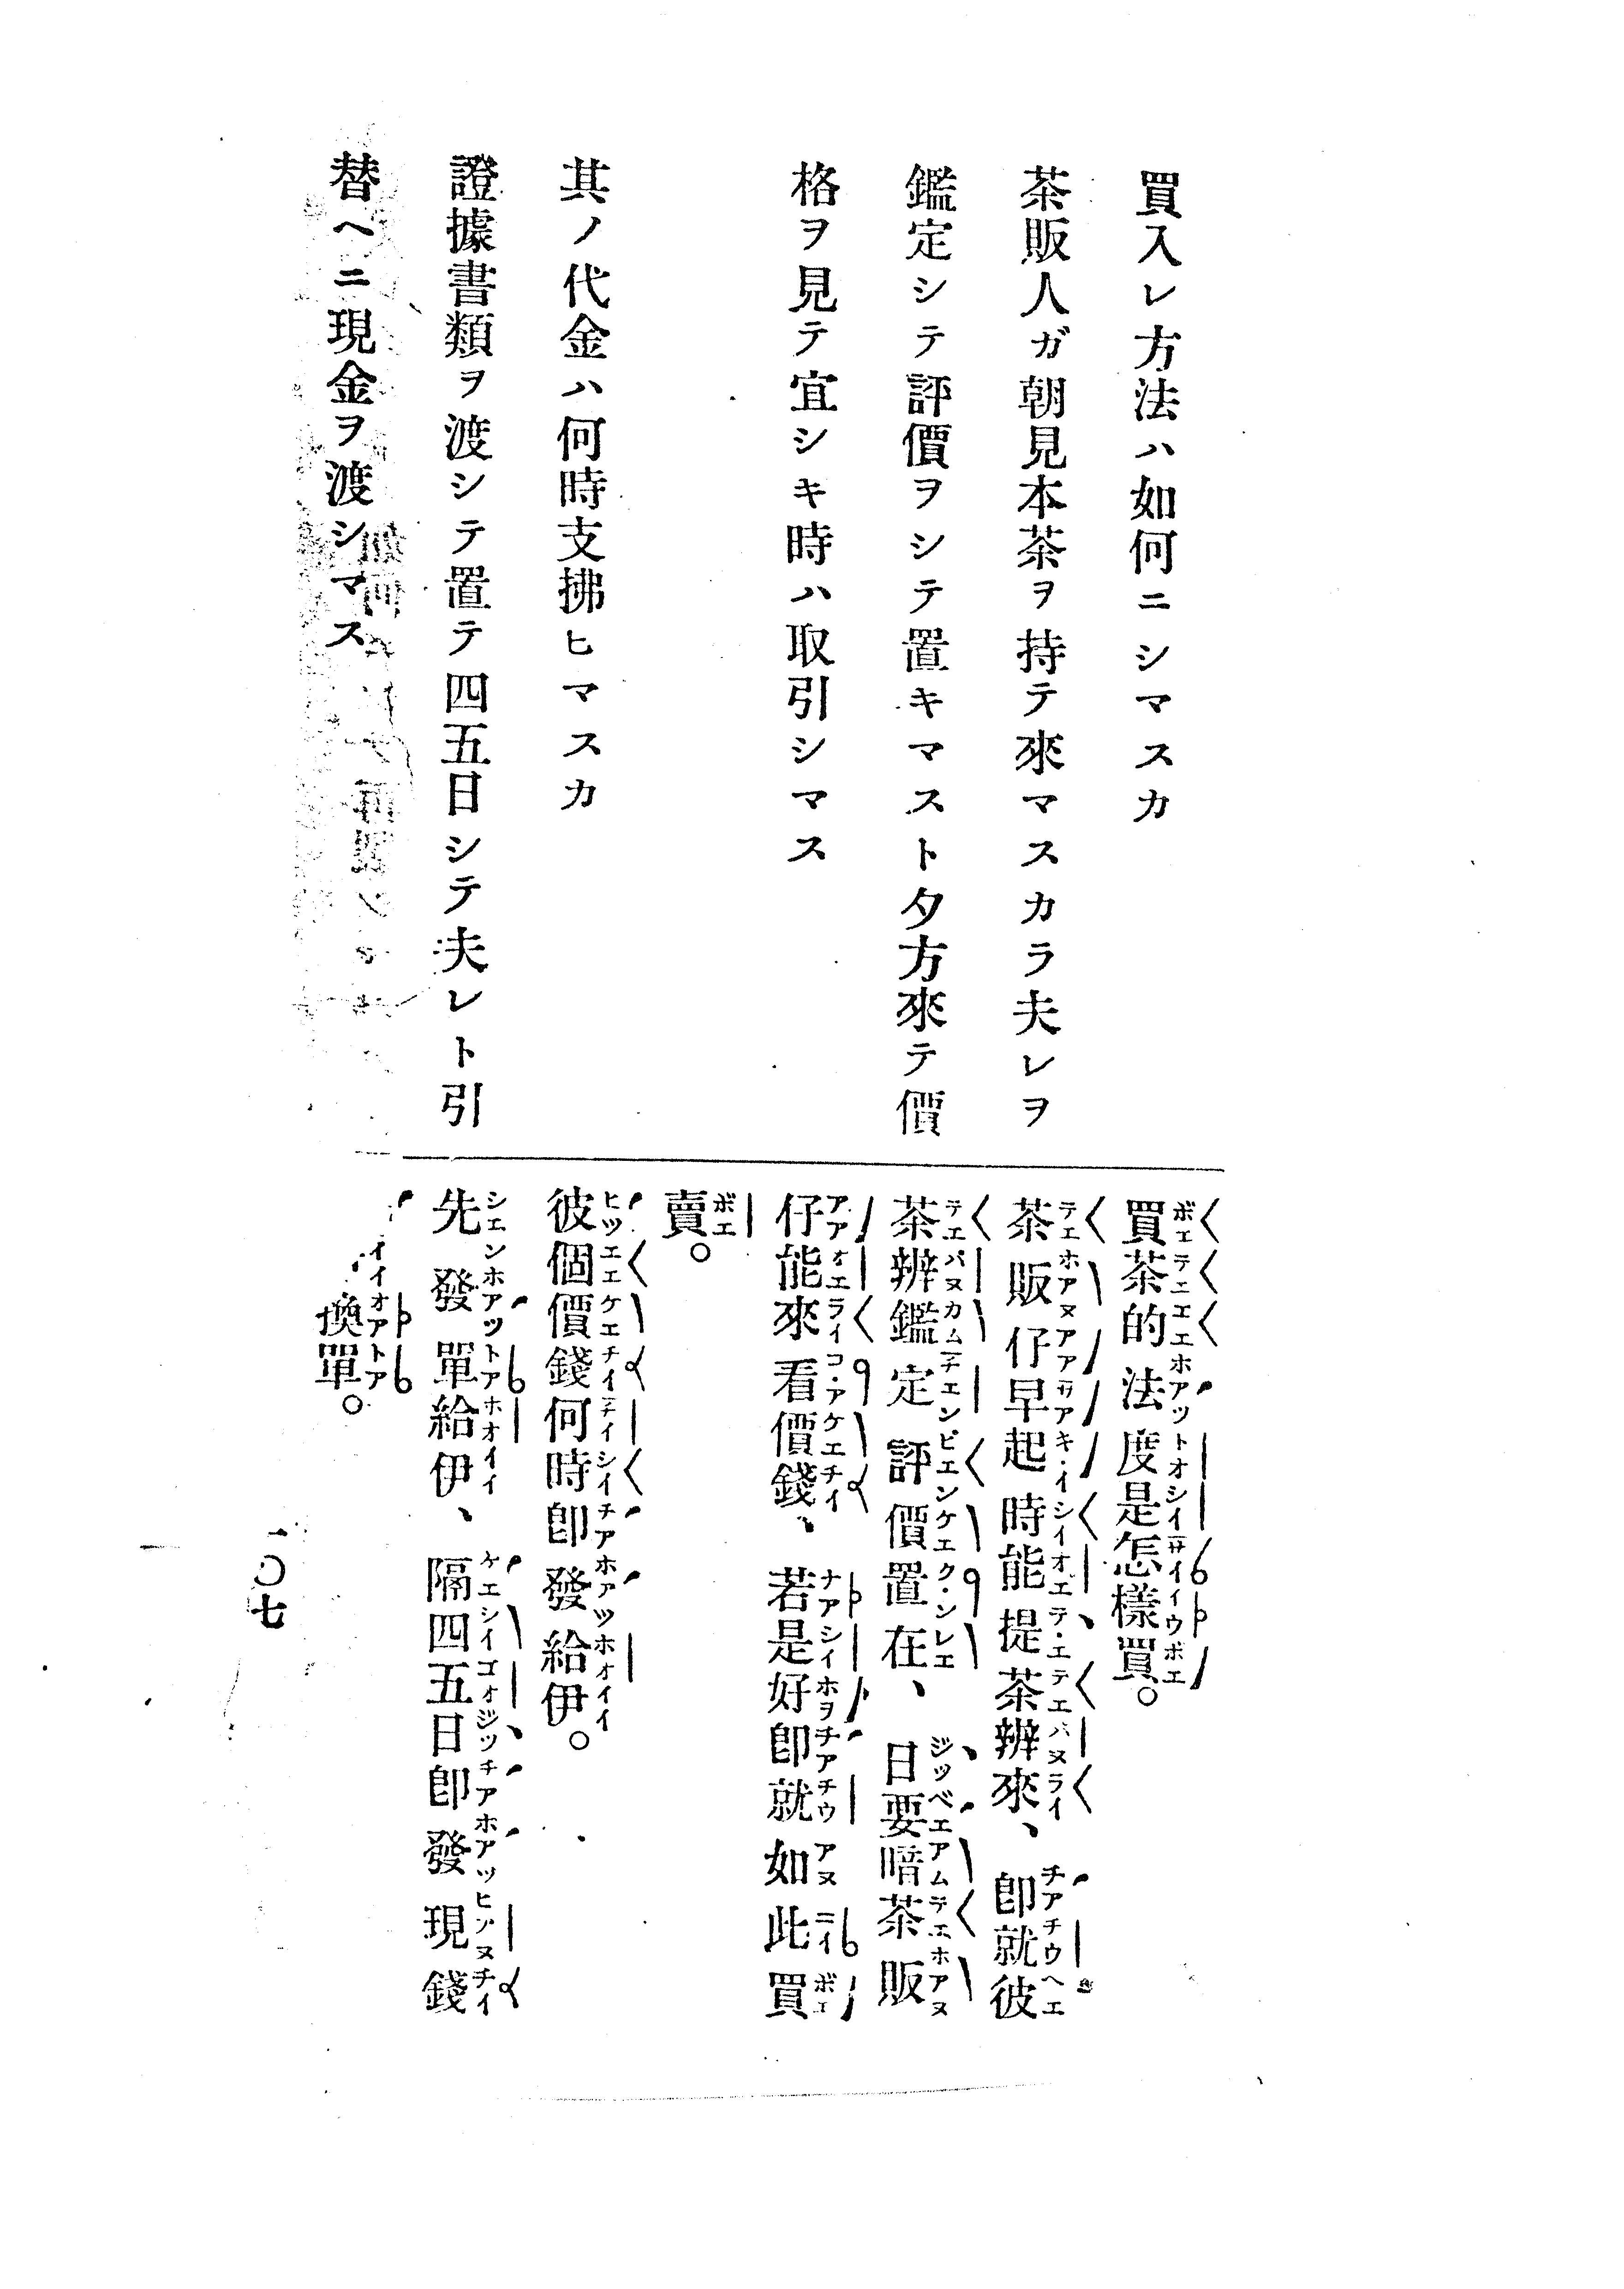 買入レ方法ハ如何ニシマスカ
茶販人ガ朝見本茶ヲ持テ來マスカラ夫レヲ
鑑定シテ評價ヲシテ置キマスト夕方來テ價
格ヲ見テ宜シキ時ハ取引シマス
其ノ代金ハ何時支拂ヒマスカ
證據書類ヲ渡シテ置テ四五日シテ夫レト引
替ヘニ現金ヲ渡シマス
買茶的法度是怎樣買。
茶販仔早起時能提茶辨來、卽就彼
茶辨鑑定評價置在、日要暗茶販
仔能來看價錢、若是好卽就如此買
賣。
彼個價錢何時卽發給伊。
先發單給伊、隔四五日卽發現錢
換單。
一〇七